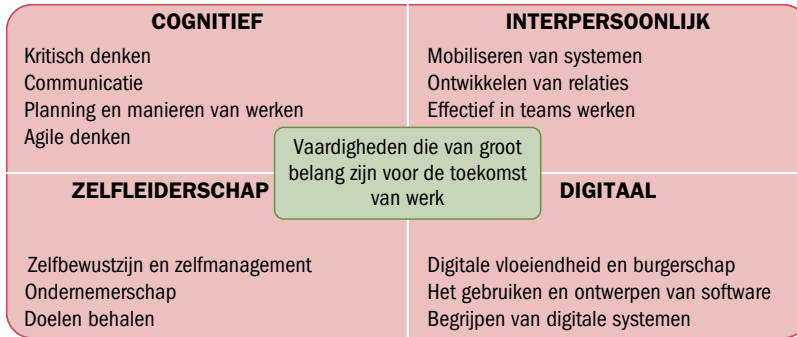 COGNITIEF
Kritisch denken
Communicatie
Planning en manieren van werken
Agile denken
INTERPERSOONLIJK
Mobiliseren van systemen
Ontwikkelen van relaties
Effectief in teams werken
Vaardigheden die van groot
belang zijn voor de toekomst
van werk
ZELFLEIDERSCHAP
Zelfbewustzijn en zelfmanagement
Ondernemerschap
Doelen behalen
DIGITAAL
Digitale vloeiendheid en burgerschap
Het gebruiken en ontwerpen van software
Begrijpen van digitale systemen